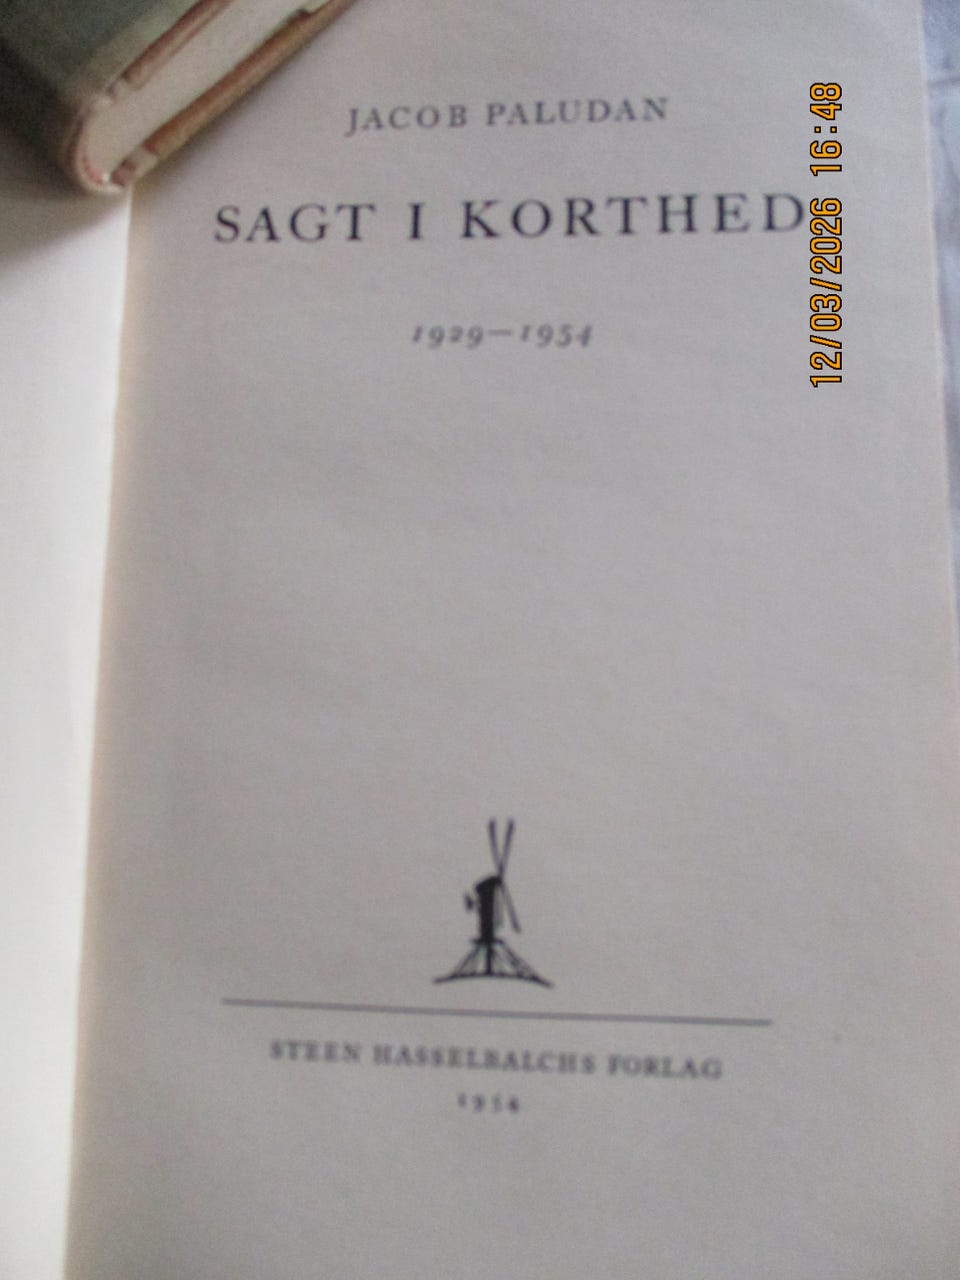 JACOB PALUDAN
SAGT I KORTHED
1929—1954
STEEN HASSELBALCHS FORLAG
1954
12/03/2026 16:48